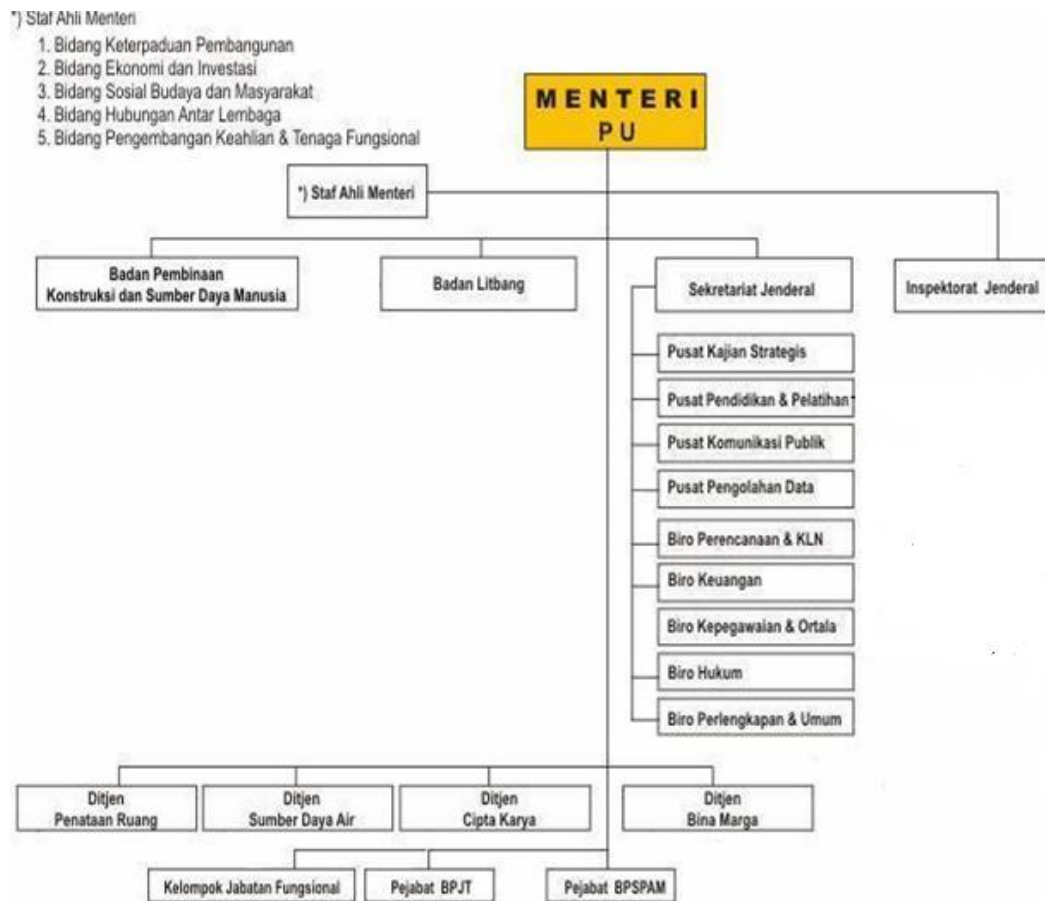 *) Staf Ahli Menteri
1. Bidang Keterpaduan Pembangunan
2. Bidang Ekonomi dan Investasi
3. Bidang Sosial Budaya dan Masyarakat
4. Bidang Hubungan Antar Lembaga
5. Bidang Pengembangan Keahlian & Tenaga Fungsional
MENTERI
PU
*) Staf Ahli Menteri
Badan Pembinaan
Konstruksi dan Sumber Daya Manusia
Badan Litbang
Sekretariat Jenderal
Inspektorat Jenderal
Pusat Kajian Strategis
Pusat Pendidikan & Pelatihan
Pusat Komunikasi Publik
Pusat Pengolahan Data
Biro Perencanaan & KLN
Biro Keuangan
Biro Kepegawaian & Ortala
Biro Hukum
Biro Perlengkapan & Umum
Ditjen
Penataan Ruang
Ditjen
Sumber Daya Air
Ditjen
Cipta Karya
Ditjen
Bina Marga
Kelompok Jabatan Fungsional
Pejabat BPJT
Pejabat BPSPAM